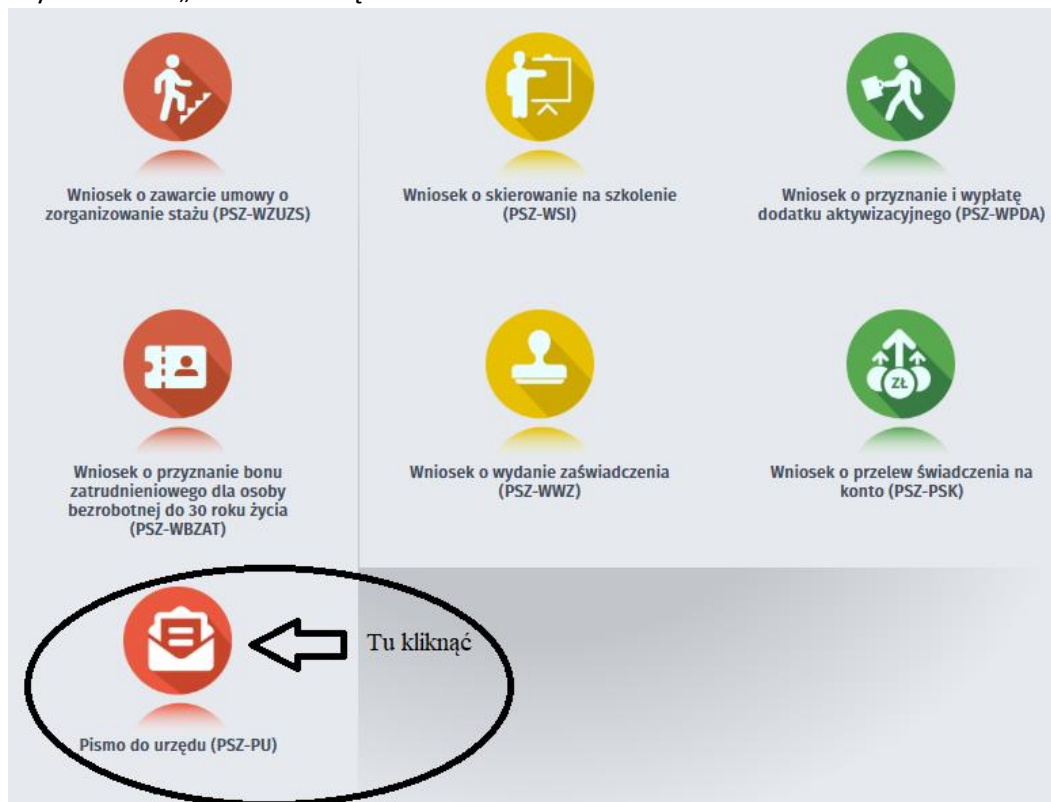 Wniosek o zawarcie umowy o
zorganizowanie stażu (PSZ-WZUZS)
Wniosek o skierowanie na szkolenie
(PSZ-WSI)
Wniosek o przyznanie i wypłatę
dodatku aktywizacyjnego (PSZ-WPDA)
Wniosek o przyznanie bonu
zatrudnieniowego dla osoby
bezrobotnej do 30 roku życia
(PSZ-WBZAT)
Wniosek o wydanie zaświadczenia
(PSZ-WWZ)
ZŁ
Wniosek o przelew świadczenia na
konto (PSZ-PSK)
Tu kliknąć
Pismo do urzędu (PSZ-PU)